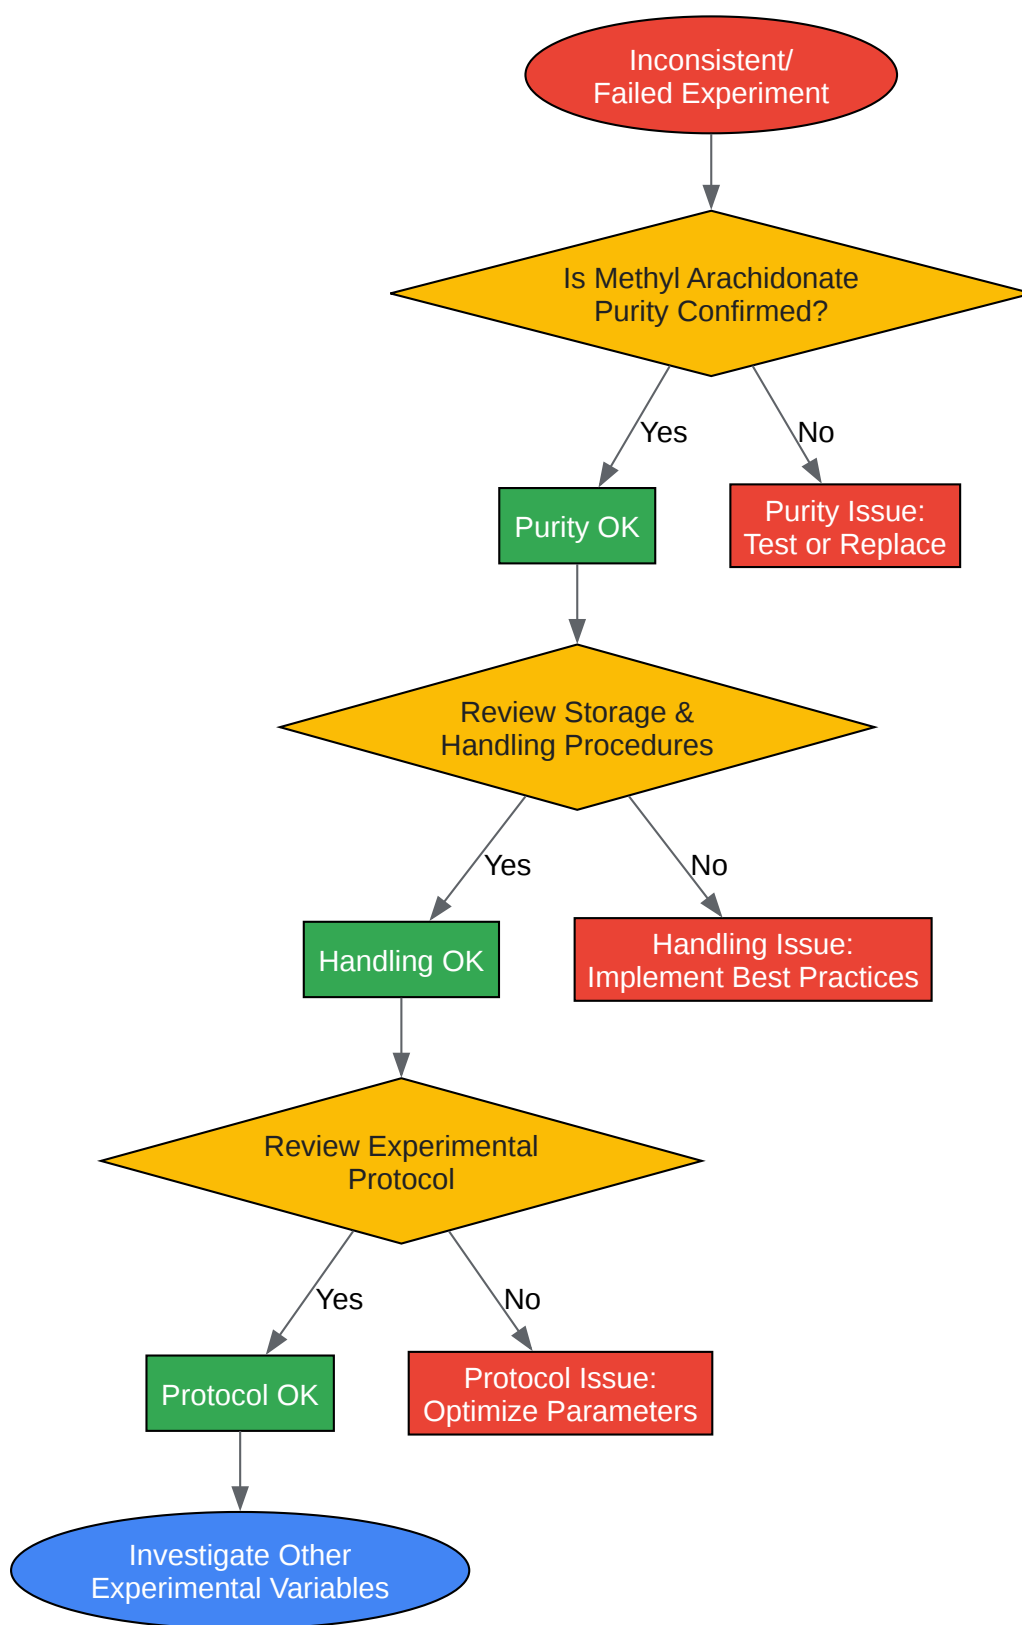 Inconsistent/
Failed Experiment
Is Methyl Arachidonate
Purity Confirmed?
Yes
No
Purity OK
Purity Issue:
Test or Replace
Review Storage &
Handling Procedures
Yes
No
Handling OK
Handling Issue:
Implement Best Practices
Review Experimental
Protocol
Yes
No
Protocol OK
Protocol Issue:
Optimize Parameters
Investigate Other
Experimental Variables